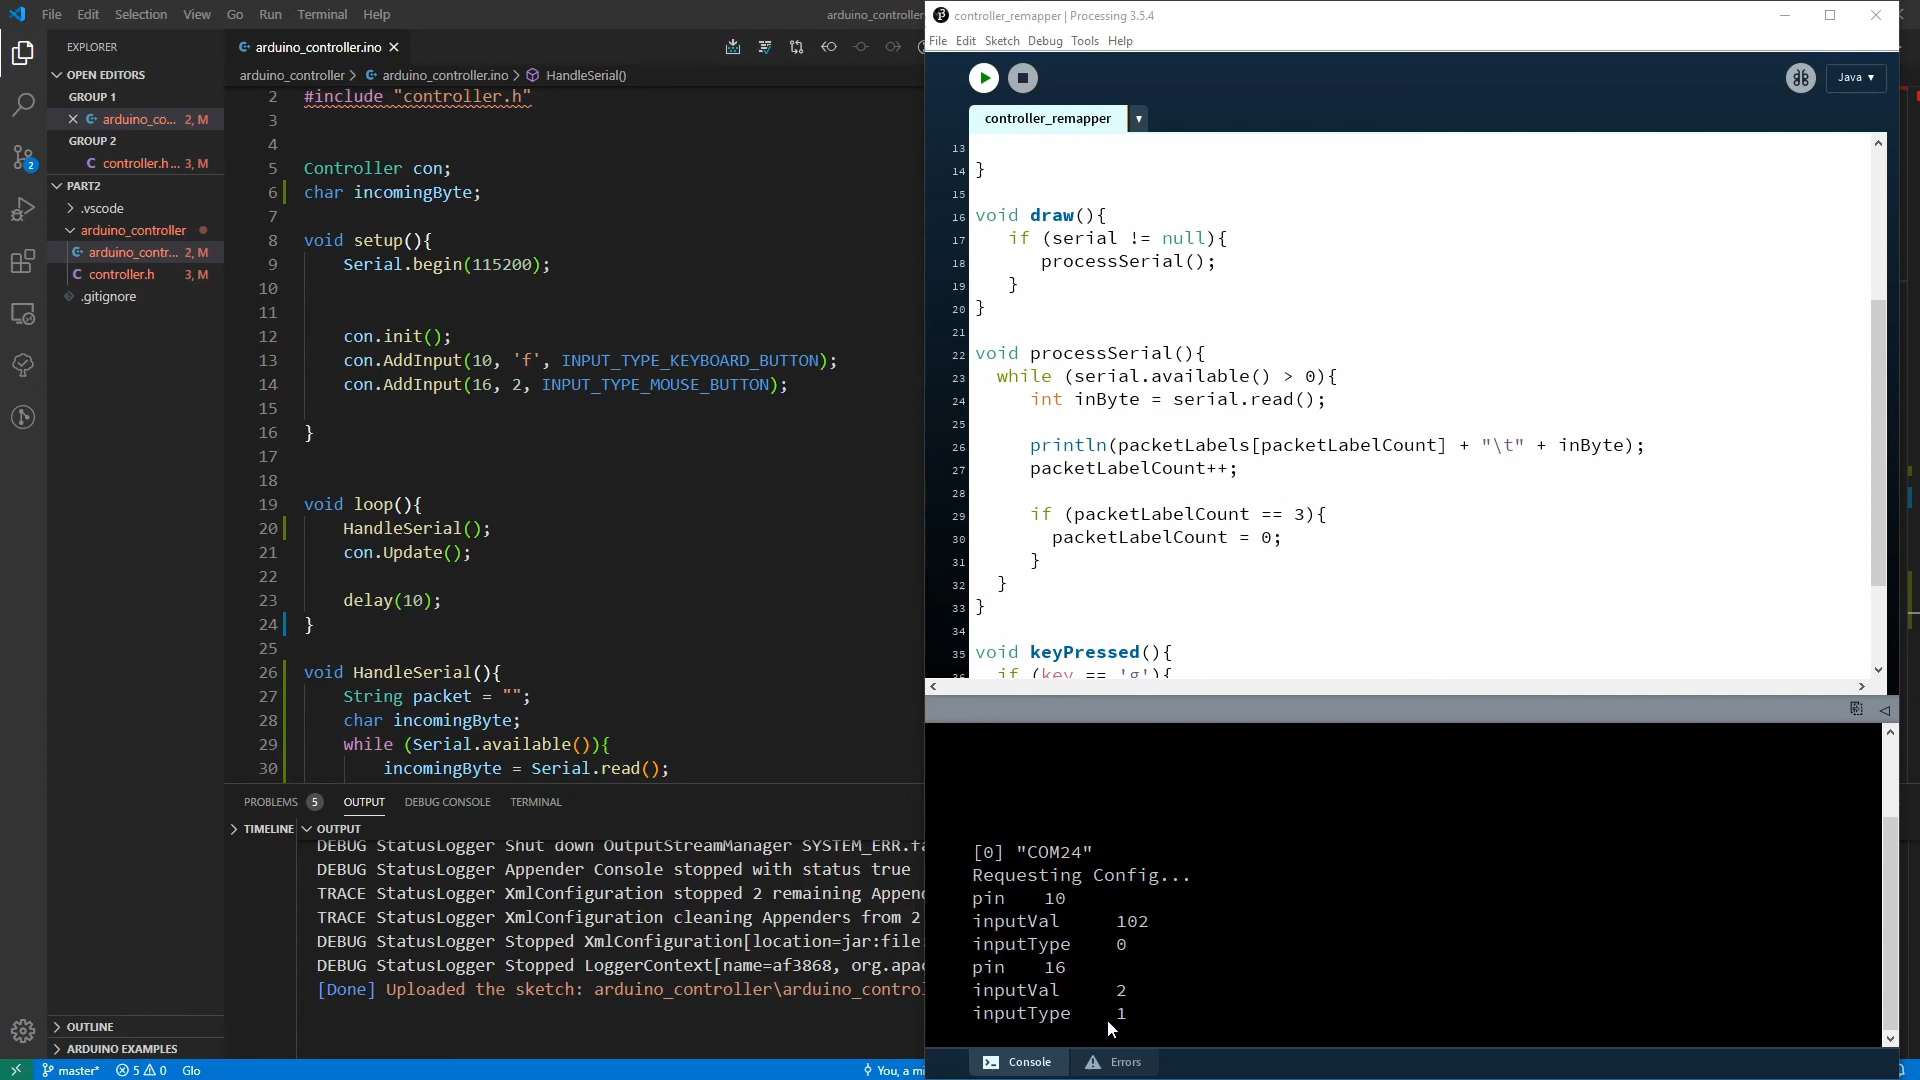 File Edit Selection View Go Run Terminal Help
arduino_controller
EXPLORER
OPEN EDITORS
GROUP 1
arduino_co... 2, M
GROUP 2
controller.h ... 3, M
PART2
.vscode
arduino_controller
arduino_contr... 2, M
controller.h 3, M
.gitignore
2
TIMELINE
OUTLINE
ARDUINO EXAMPLES
arduino_controller.ino
arduino_controller > arduino_controller.ino > HandleSerial()
2 #include "controller.h"
3
4
5 Controller con;
6 char incomingByte;
7
8 void setup(){
9 Serial.begin(115200);
10
11
12 con.init();
13 con.AddInput(10, 'f', INPUT_TYPE_KEYBOARD_BUTTON);
14 con.AddInput(16, 2, INPUT_TYPE_MOUSE_BUTTON);
15
16 }
17
18
19 void loop(){
20 HandleSerial();
21 con.Update();
22
23 delay(10);
24 }
25
26 void HandleSerial(){
27 String packet = "";
28 char incomingByte;
29 while (Serial.available()){
30 incomingByte = Serial.read();
PROBLEMS 5 OUTPUT DEBUG CONSOLE TERMINAL
OUTPUT
DEBUG StatusLogger Shut down OutputStreamManager SYSTEM_ERR.fa
DEBUG StatusLogger Appender Console stopped with status true
TRACE StatusLogger XmlConfiguration stopped 2 remaining Appen
TRACE StatusLogger XmlConfiguration cleaning Appenders from 2
DEBUG StatusLogger Stopped XmlConfiguration[location=jar:file:
DEBUG StatusLogger Stopped LoggerContext[name=af3868, org.apac
[Done] Uploaded the sketch: arduino_controller\arduino_control
master* 5 0 Glo
You, a mi
controller_remapper | Processing 3.5.4
File Edit Sketch Debug Tools Help
Java
controller_remapper
13
14 }
15
16 void draw(){
17 if (serial != null){
18 processSerial();
19 }
20 }
21
22 void processSerial(){
23 while (serial.available() > 0){
24 int inByte = serial.read();
25
26 println(packetLabels[packetLabelCount] + "\t" + inByte);
27 packetLabelCount++;
28
29 if (packetLabelCount == 3){
30 packetLabelCount = 0;
31 }
32 }
33 }
34
35 void keyPressed(){
36 if (key == 'g'){
[0] "COM24"
Requesting Config...
pin 10
inputVal 102
inputType 0
pin 16
inputVal 2
inputType 1
Console Errors